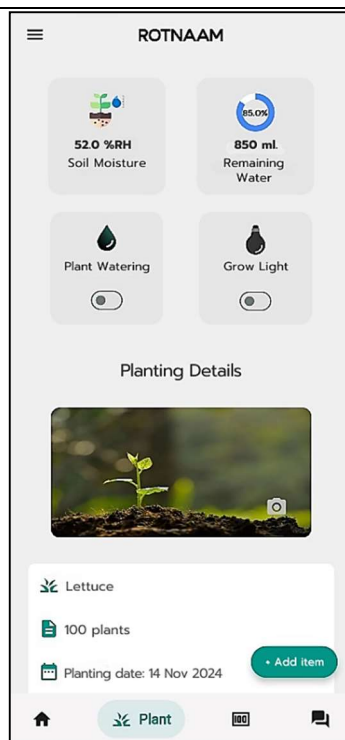 ROTNAAM
85.0%
52.0 %RH
Soil Moisture
850 ml.
Remaining
Water
Plant Watering
Grow Light
Planting Details
Lettuce
100 plants
Planting date: 14 Nov 2024
+ Add item
Plant
100